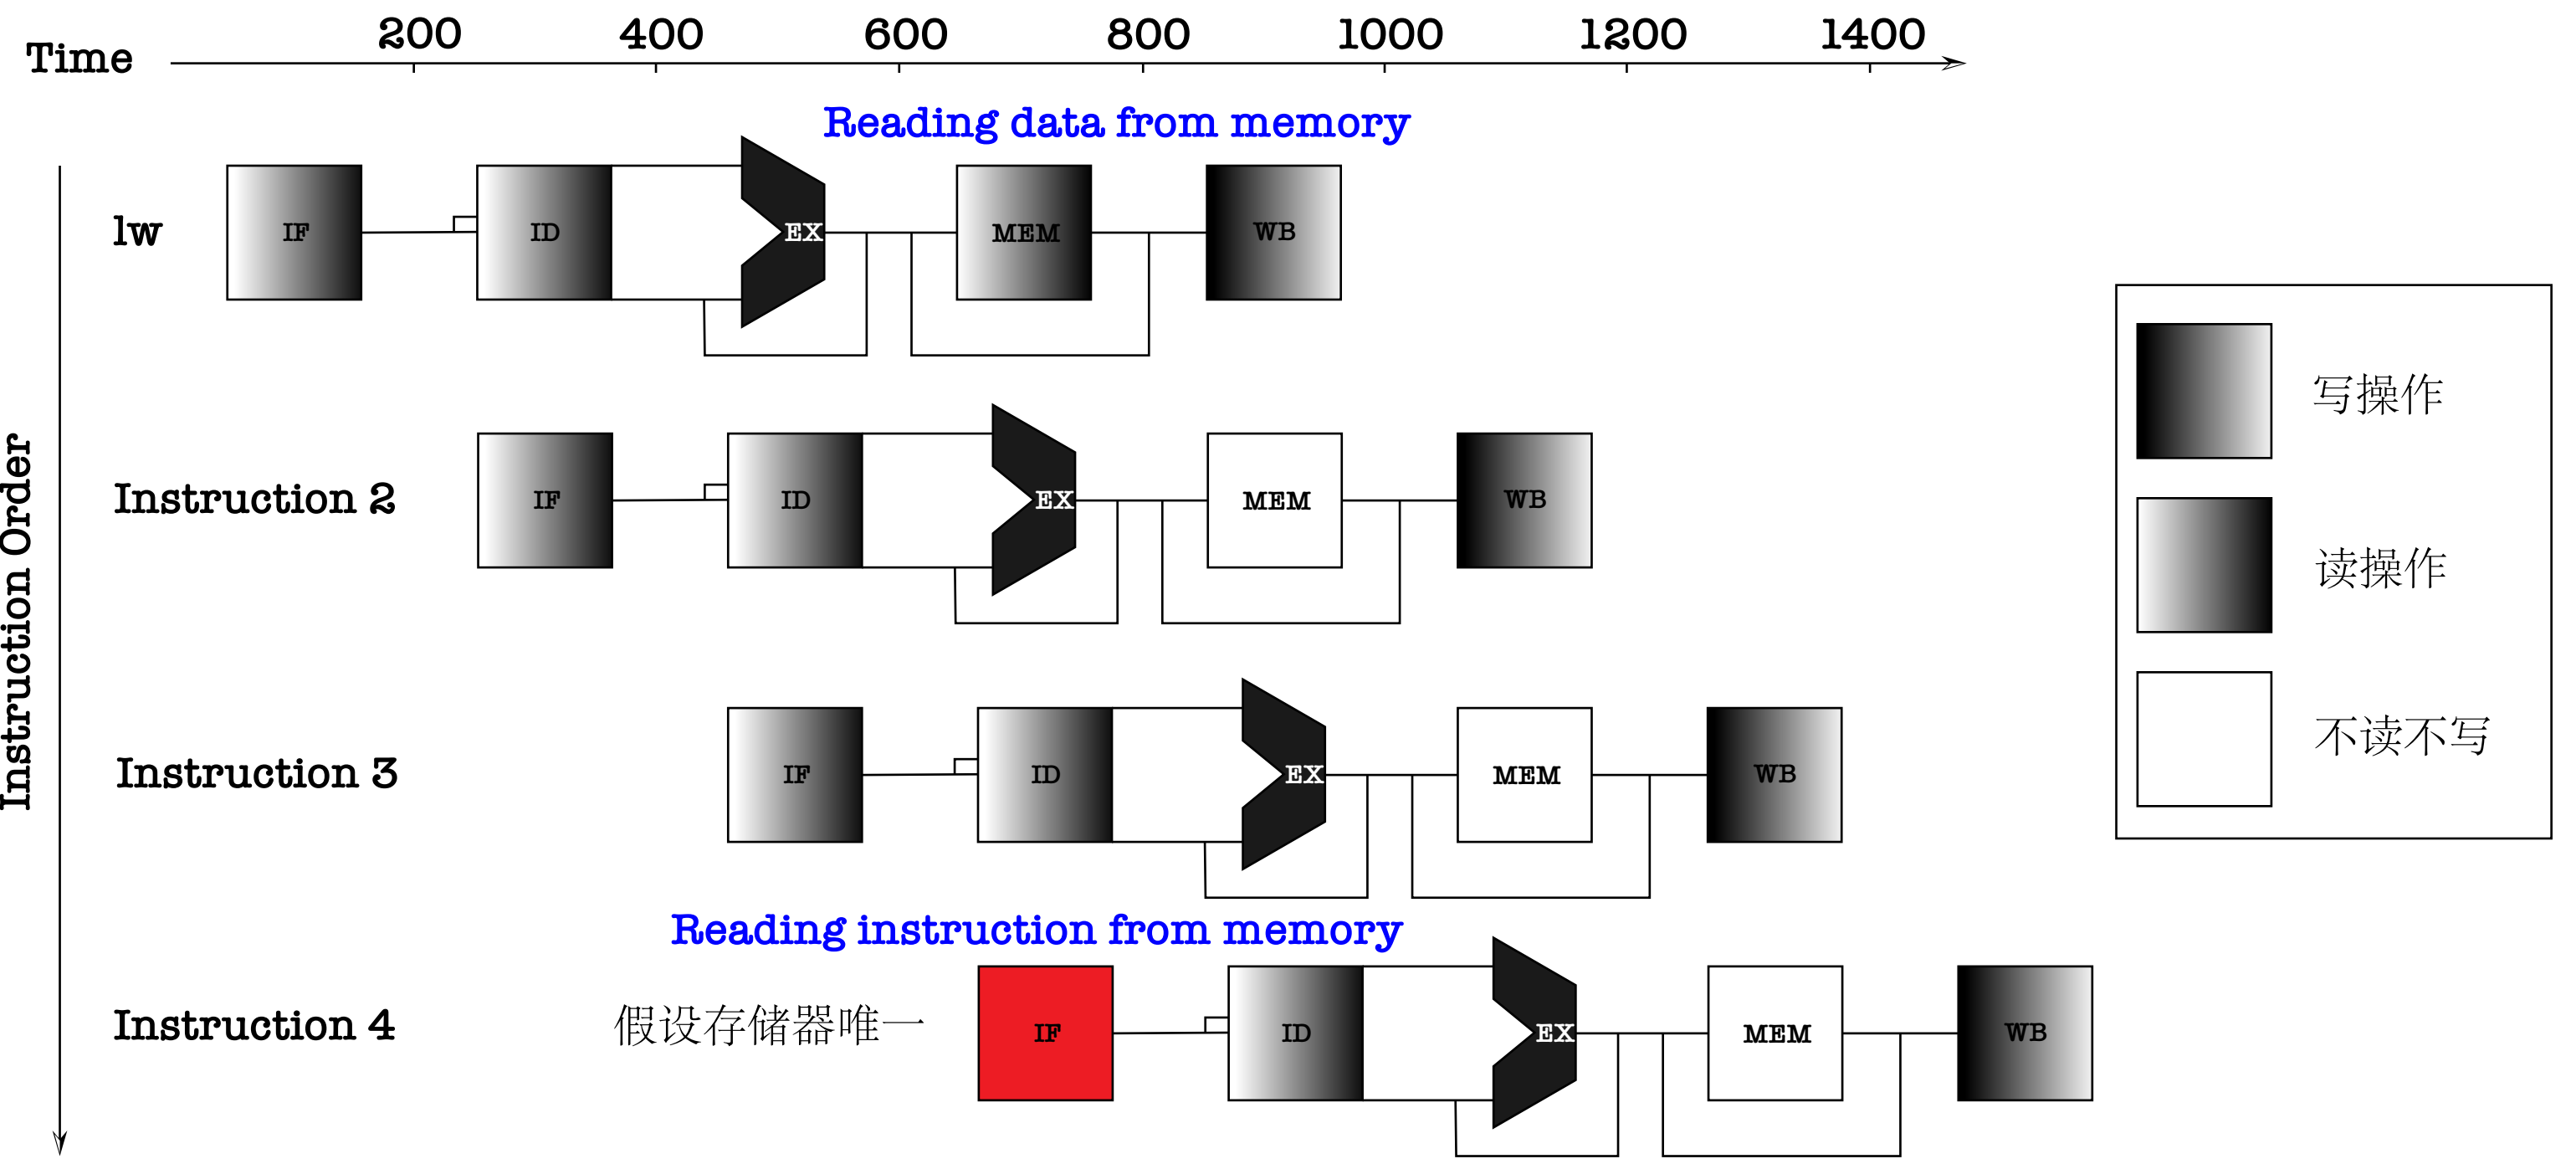 Time 200 400 600 800 1000 1200 1400
Reading data from memory
lw IF ID EX MEM WB
写操作
Instruction 2 IF ID EX MEM WB
读操作
Instruction Order
不读不写
Instruction 3 IF ID EX MEM WB
Reading instruction from memory
Instruction 4 假设存储器唯一 IF ID EX MEM WB